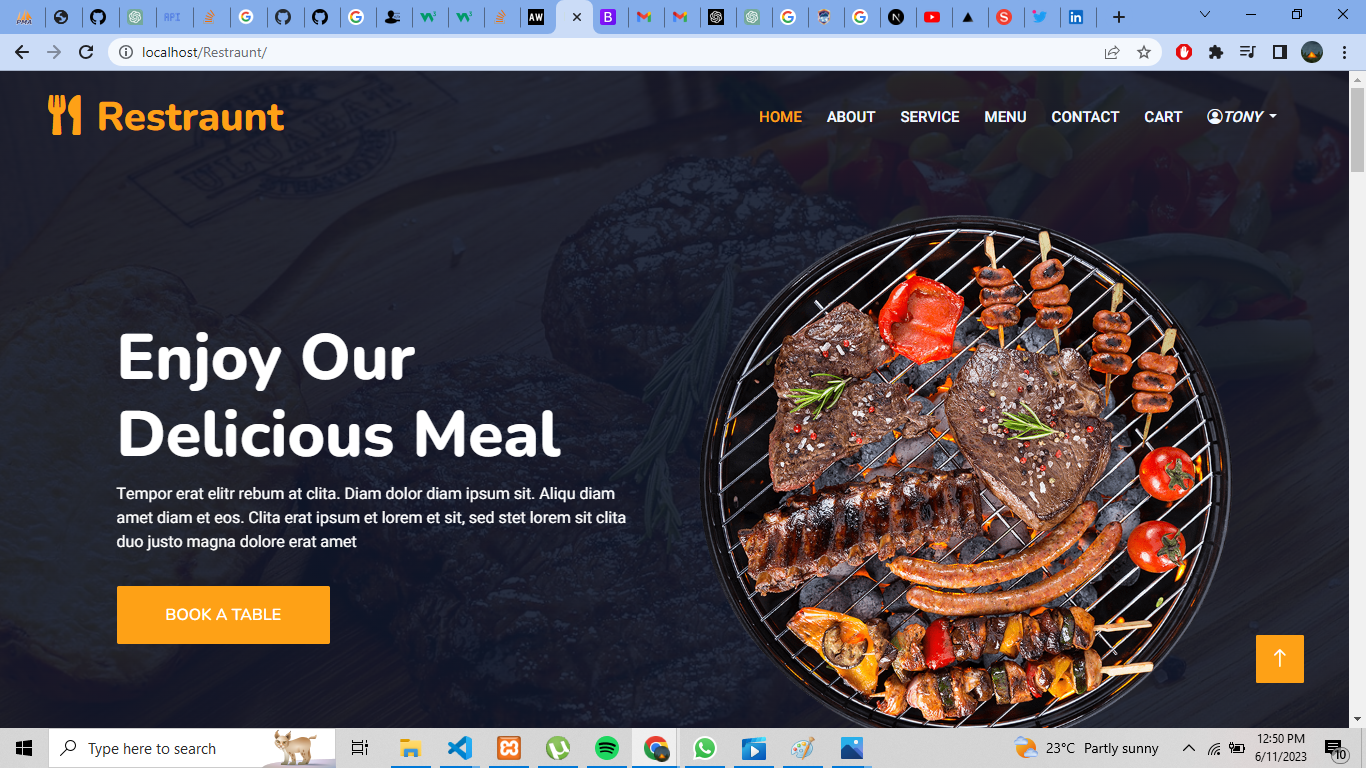 PMA
API
AW
B
N
S
in
localhost/Restraunt/
Restraunt
HOME ABOUT SERVICE MENU CONTACT CART TONY
Enjoy Our
Delicious Meal
Tempor erat elitr rebum at clita. Diam dolor diam ipsum sit. Aliqu diam
amet diam et eos. Clita erat ipsum et lorem et sit, sed stet lorem sit clita
duo justo magna dolore erat amet
BOOK A TABLE
Type here to search
23°C Partly sunny
12:50 PM
6/11/2023
10